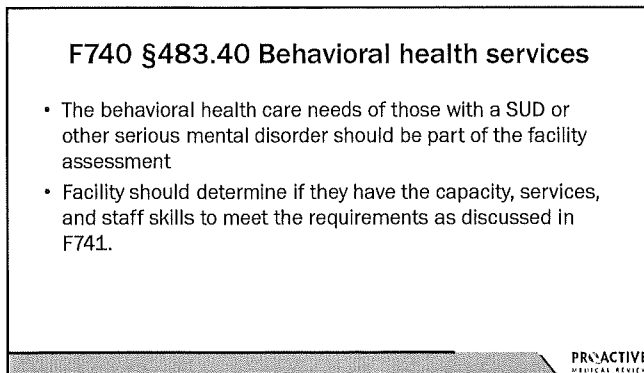 F740 §483.40 Behavioral health services
• The behavioral health care needs of those with a SUD or
other serious mental disorder should be part of the facility
assessment
• Facility should determine if they have the capacity, services,
and staff skills to meet the requirements as discussed in
F741.
PROACTIVE
MEDICAL REVIEW